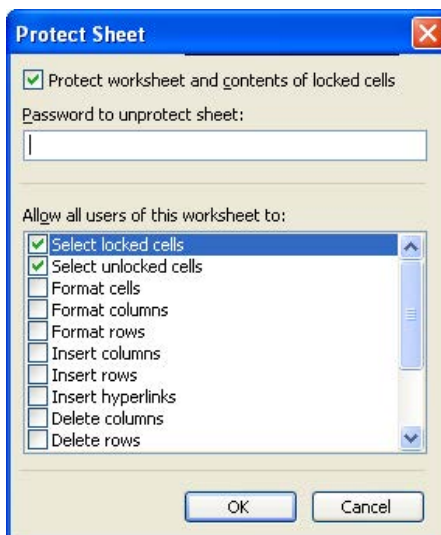 Protect Sheet
Protect worksheet and contents of locked cells
Password to unprotect sheet:
Allow all users of this worksheet to:
Select locked cells
Select unlocked cells
Format cells
Format columns
Format rows
Insert columns
Insert rows
Insert hyperlinks
Delete columns
Delete rows
OK Cancel